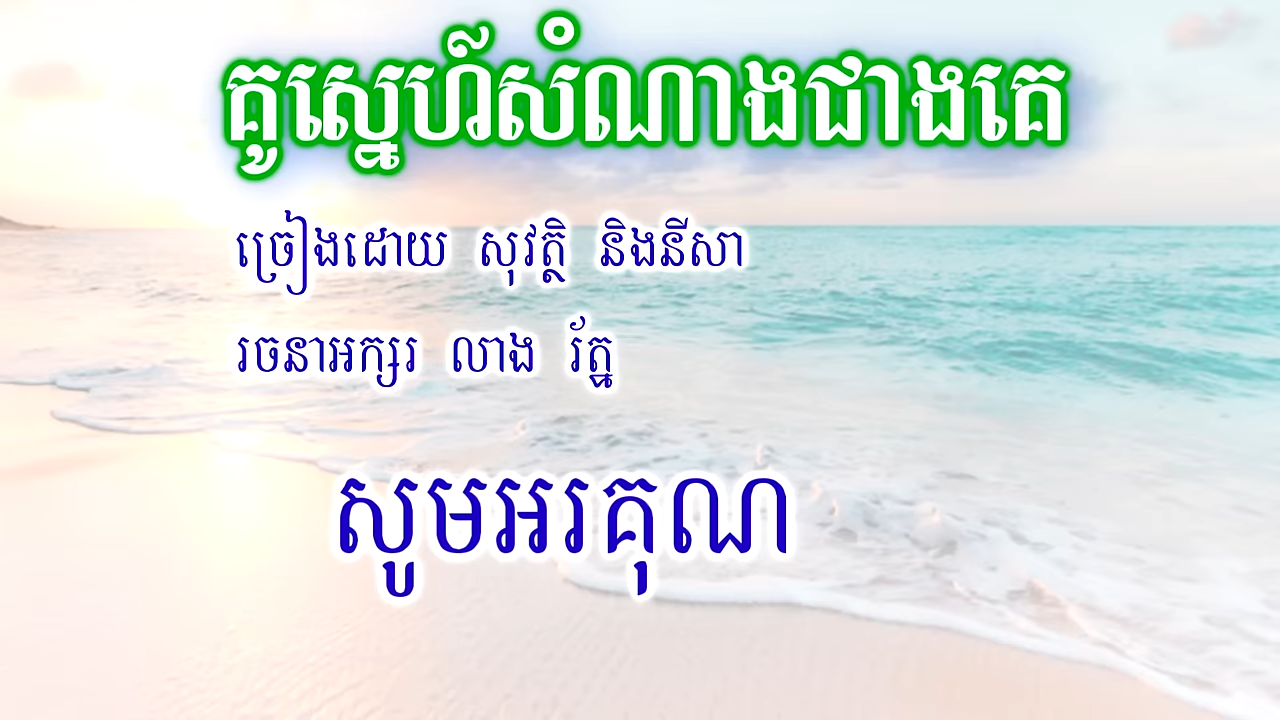 គូស្នេហ៍សំណាងជាងគេ
ច្រៀងដោយ សុវត្ថិ និងនីសា
រចនាអក្សរ លាង រ័ត្ន
សូមអរគុណ